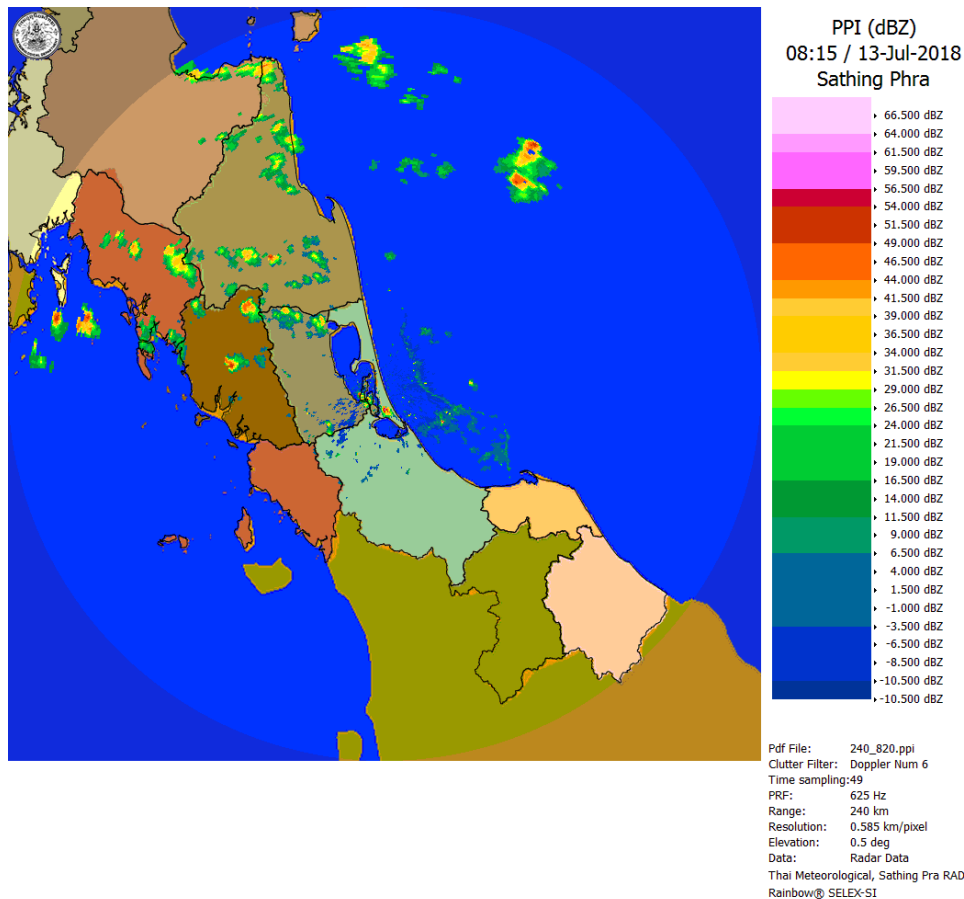 PPI (dBZ)
08:15 / 13-Jul-2018
Sathing Phra
66.500 dBZ
64.000 dBZ
61.500 dBZ
59.500 dBZ
56.500 dBZ
54.000 dBZ
51.500 dBZ
49.000 dBZ
46.500 dBZ
44.000 dBZ
41.500 dBZ
39.000 dBZ
36.500 dBZ
34.000 dBZ
31.500 dBZ
29.000 dBZ
26.500 dBZ
24.000 dBZ
21.500 dBZ
19.000 dBZ
16.500 dBZ
14.000 dBZ
11.500 dBZ
9.000 dBZ
6.500 dBZ
4.000 dBZ
1.500 dBZ
-1.000 dBZ
-3.500 dBZ
-6.500 dBZ
-8.500 dBZ
-10.500 dBZ
-10.500 dBZ
Pdf File: 240_820.ppi
Clutter Filter: Doppler Num 6
Time sampling:49
PRF: 625 Hz
Range: 240 km
Resolution: 0.585 km/pixel
Elevation: 0.5 deg
Data: Radar Data
Thai Meteorological, Sathing Pra RAD
Rainbow® SELEX-SI